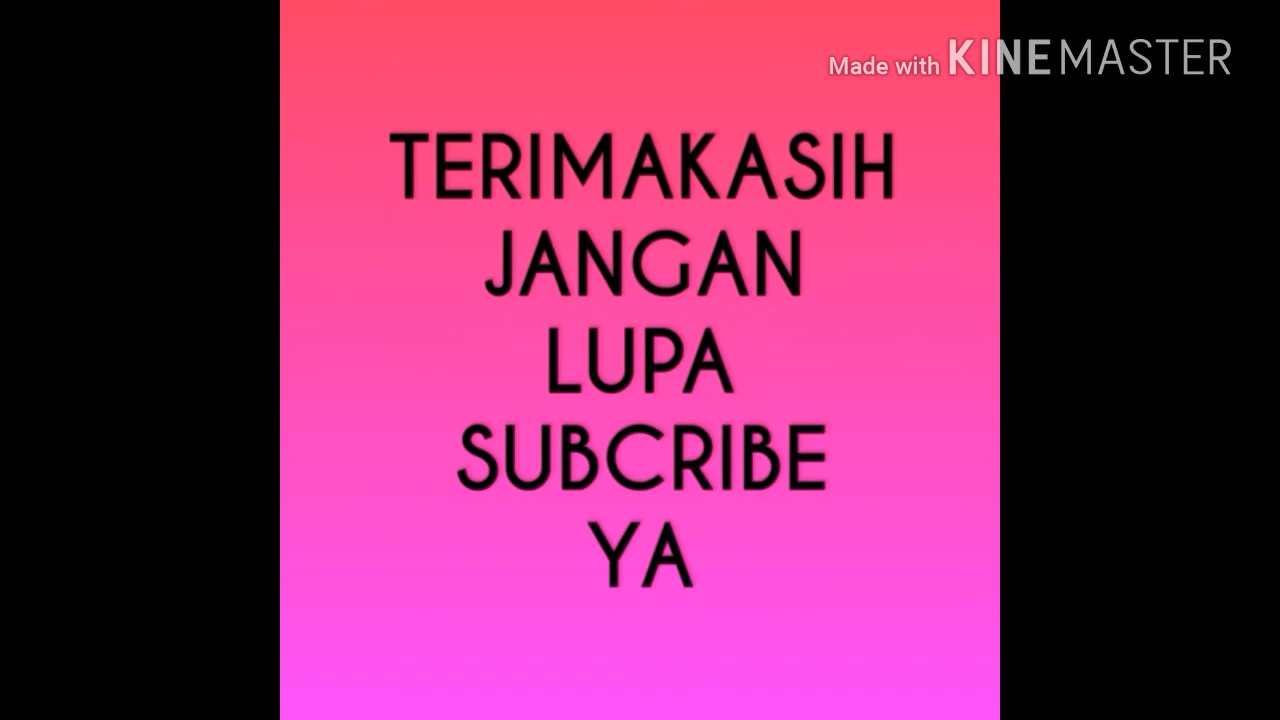 Made with KINEMASTER
TERIMAKASIH
JANGAN
LUPA
SUBCRIBE
YA